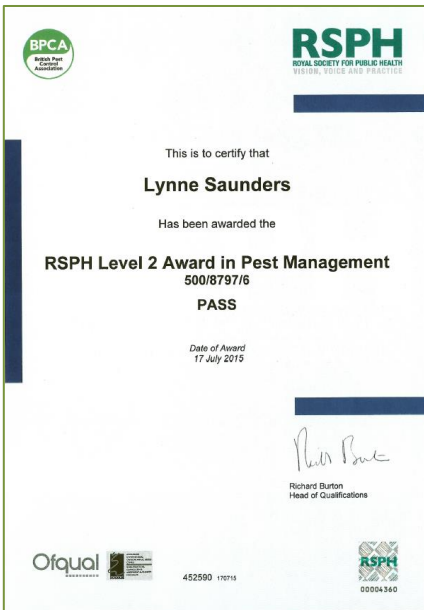 BPCA
British Pest
Control
Association
RSPH
ROYAL SOCIETY FOR PUBLIC HEALTH
VISION, VOICE AND PRACTICE
This is to certify that
Lynne Saunders
Has been awarded the
RSPH Level 2 Award in Pest Management
500/8797/6
PASS
Date of Award
17 July 2015
Richard Burton
Head of Qualifications
Ofqual
452590 170715
RSPH
00004360